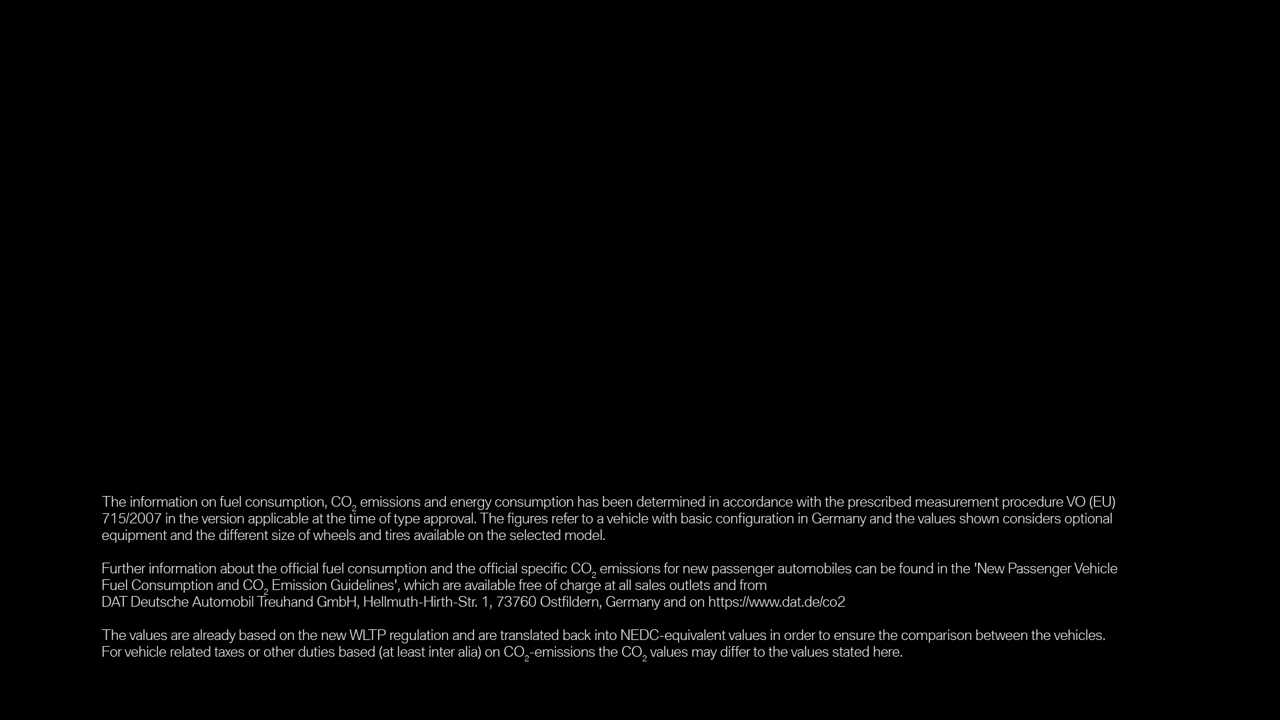 The information on fuel consumption, CO₂ emissions and energy consumption has been determined in accordance with the prescribed measurement procedure VO (EU)
715/2007 in the version applicable at the time of type approval. The figures refer to a vehicle with basic configuration in Germany and the values shown considers optional
equipment and the different size of wheels and tires available on the selected model.
Further information about the official fuel consumption and the official specific CO₂ emissions for new passenger automobiles can be found in the 'New Passenger Vehicle
Fuel Consumption and CO₂ Emission Guidelines', which are available free of charge at all sales outlets and from
DAT Deutsche Automobil Treuhand GmbH, Hellmuth-Hirth-Str. 1, 73760 Ostfildern, Germany and on https://www.dat.de/co2
The values are already based on the new WLTP regulation and are translated back into NEDC-equivalent values in order to ensure the comparison between the vehicles.
For vehicle related taxes or other duties based (at least inter alia) on CO₂-emissions the CO₂ values may differ to the values stated here.